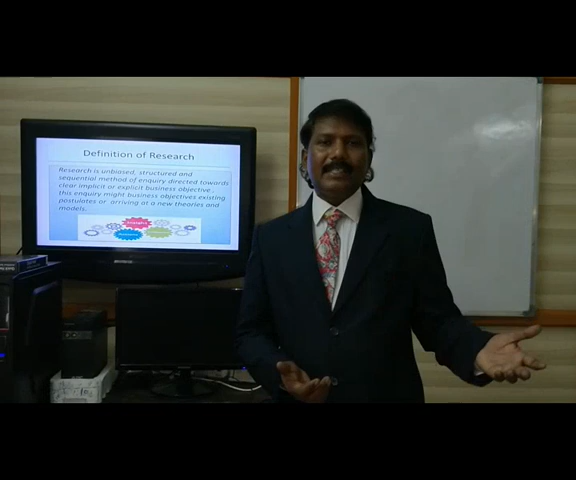 Definition of Research
Research is unbiased, structured and
sequential method of enquiry directed towards
clear implicit or explicit business objective ,
this enquiry might business objectives existing
postulates or arriving at a new theories and
models.